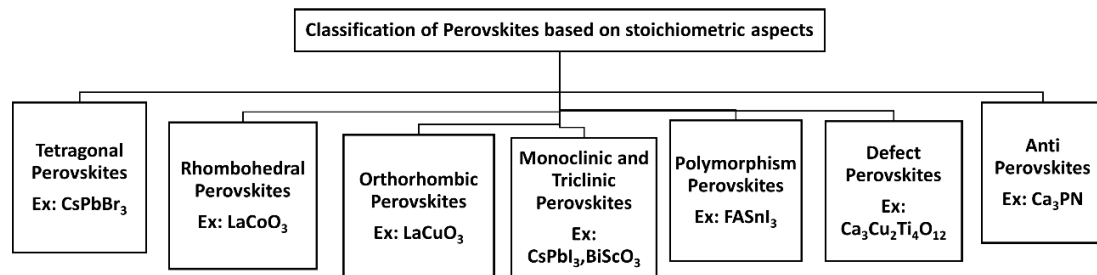 Classification of Perovskites based on stoichiometric aspects
Tetragonal
Perovskites
Ex: CsPbBr₃
Rhombohedral
Perovskites
Ex: LaCoO₃
Orthorhombic
Perovskites
Ex: LaCuO₃
Monoclinic and
Triclinic
Perovskites
Ex:
CsPbI₃,BiScO₃
Polymorphism
Perovskites
Ex: FASnI₃
Defect
Perovskites
Ex:
Ca₃Cu₂Ti₄O₁₂
Anti
Perovskites
Ex: Ca₃PN